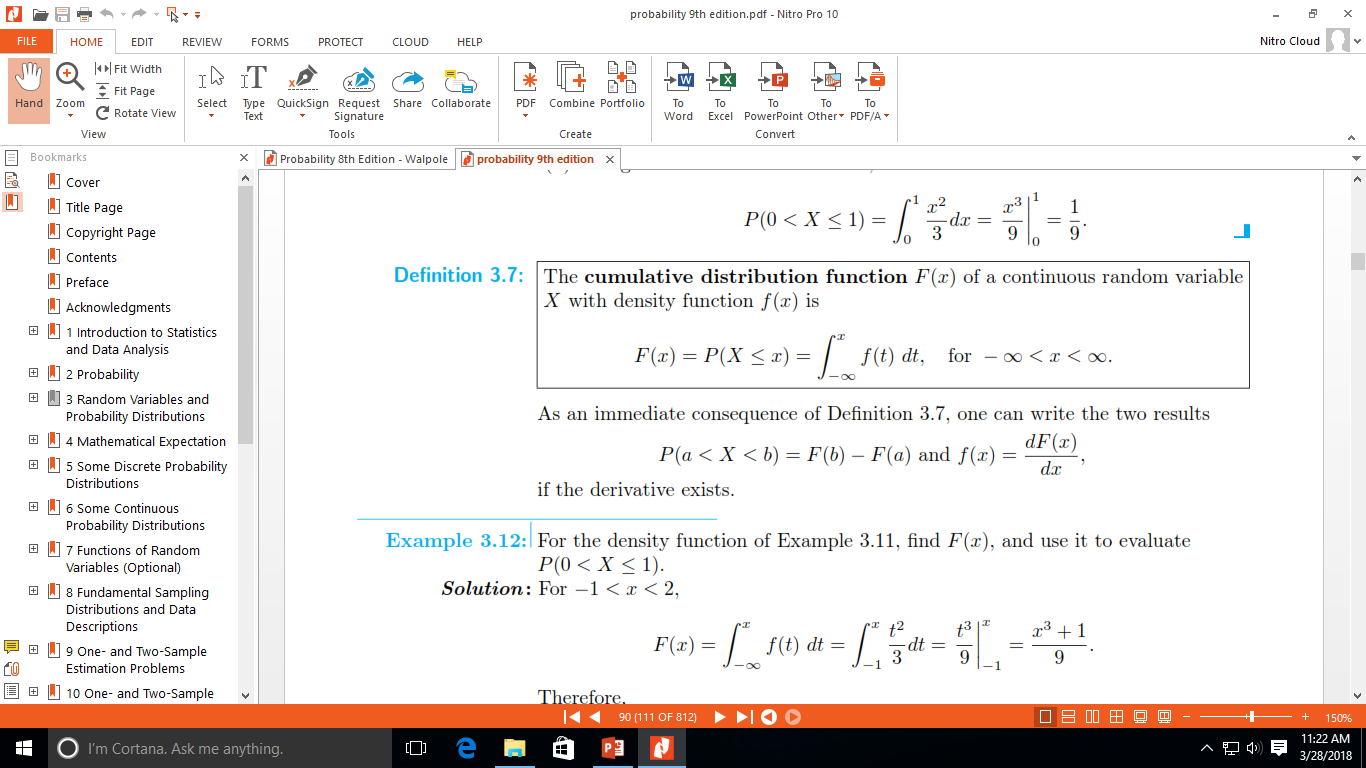 probability 9th edition.pdf - Nitro Pro 10
FILE HOME EDIT REVIEW FORMS PROTECT CLOUD HELP
Nitro Cloud
Hand
Zoom
Fit Width
Fit Page
Rotate View
View
Select
Type Text
QuickSign
Request Signature
Share
Collaborate
Tools
PDF
Combine
Portfolio
Create
To Word
To Excel
To PowerPoint
To Other
To PDF/A
Convert
Bookmarks
Probability 8th Edition - Walpole
probability 9th edition
Cover
Title Page
Copyright Page
Contents
Preface
Acknowledgments
1 Introduction to Statistics
and Data Analysis
2 Probability
3 Random Variables and
Probability Distributions
4 Mathematical Expectation
5 Some Discrete Probability
Distributions
6 Some Continuous
Probability Distributions
7 Functions of Random
Variables (Optional)
8 Fundamental Sampling
Distributions and Data
Descriptions
9 One- and Two-Sample
Estimation Problems
10 One- and Two-Sample
P(0 < X ≤ 1) = ∫₀¹ x²/3 dx = x³/9 |₀¹ = 1/9.
Definition 3.7: The cumulative distribution function F(x) of a continuous random variable
X with density function f(x) is
F(x) = P(X ≤ x) = ∫_{−∞}^{x} f(t) dt, for − ∞ < x < ∞.
As an immediate consequence of Definition 3.7, one can write the two results
P(a < X < b) = F(b) − F(a) and f(x) = dF(x)/dx,
if the derivative exists.
Example 3.12: For the density function of Example 3.11, find F(x), and use it to evaluate
P(0 < X ≤ 1).
Solution: For −1 < x < 2,
F(x) = ∫_{−∞}^{x} f(t) dt = ∫_{−1}^{x} t²/3 dt = t³/9 |_{−1}^{x} = (x³ + 1)/9.
Therefore,
90 (111 OF 812)
150%
I'm Cortana. Ask me anything.
11:22 AM
3/28/2018